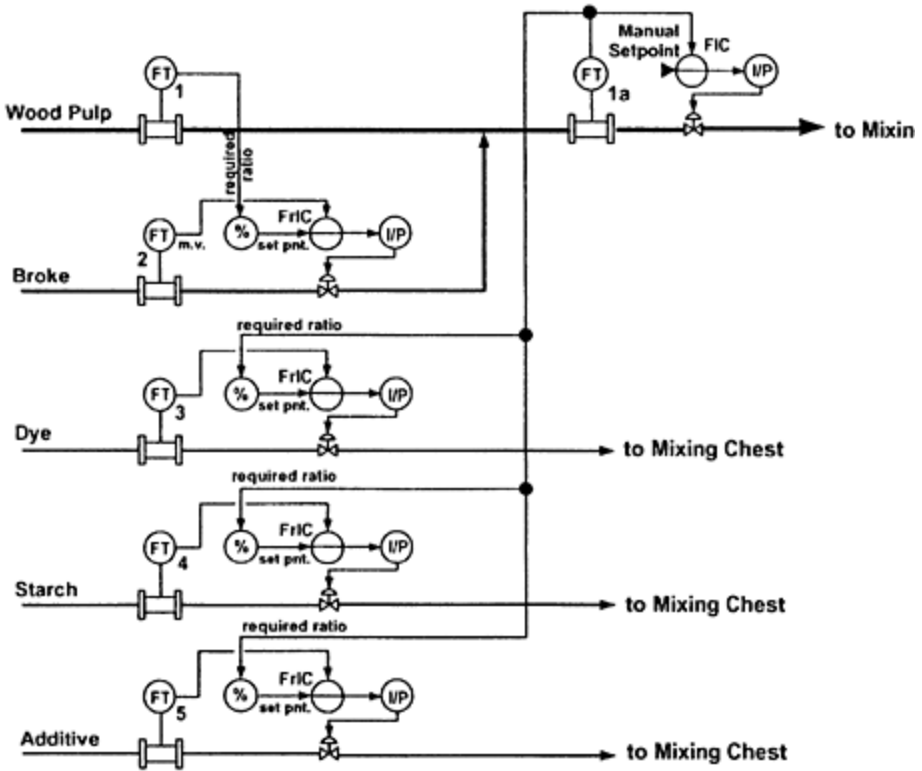 Manual
Setpoint
FIC
FT
I/P
FT
1
1a
Wood Pulp
to Mixin
required
ratio
FrIC
FT
m.v.
%
set pnt.
I/P
2
Broke
required ratio
FrIC
FT
%
set pnt.
I/P
3
Dye
to Mixing Chest
required ratio
FrIC
FT
%
set pnt.
I/P
4
Starch
to Mixing Chest
required ratio
FrIC
FT
%
set pnt.
I/P
5
Additive
to Mixing Chest